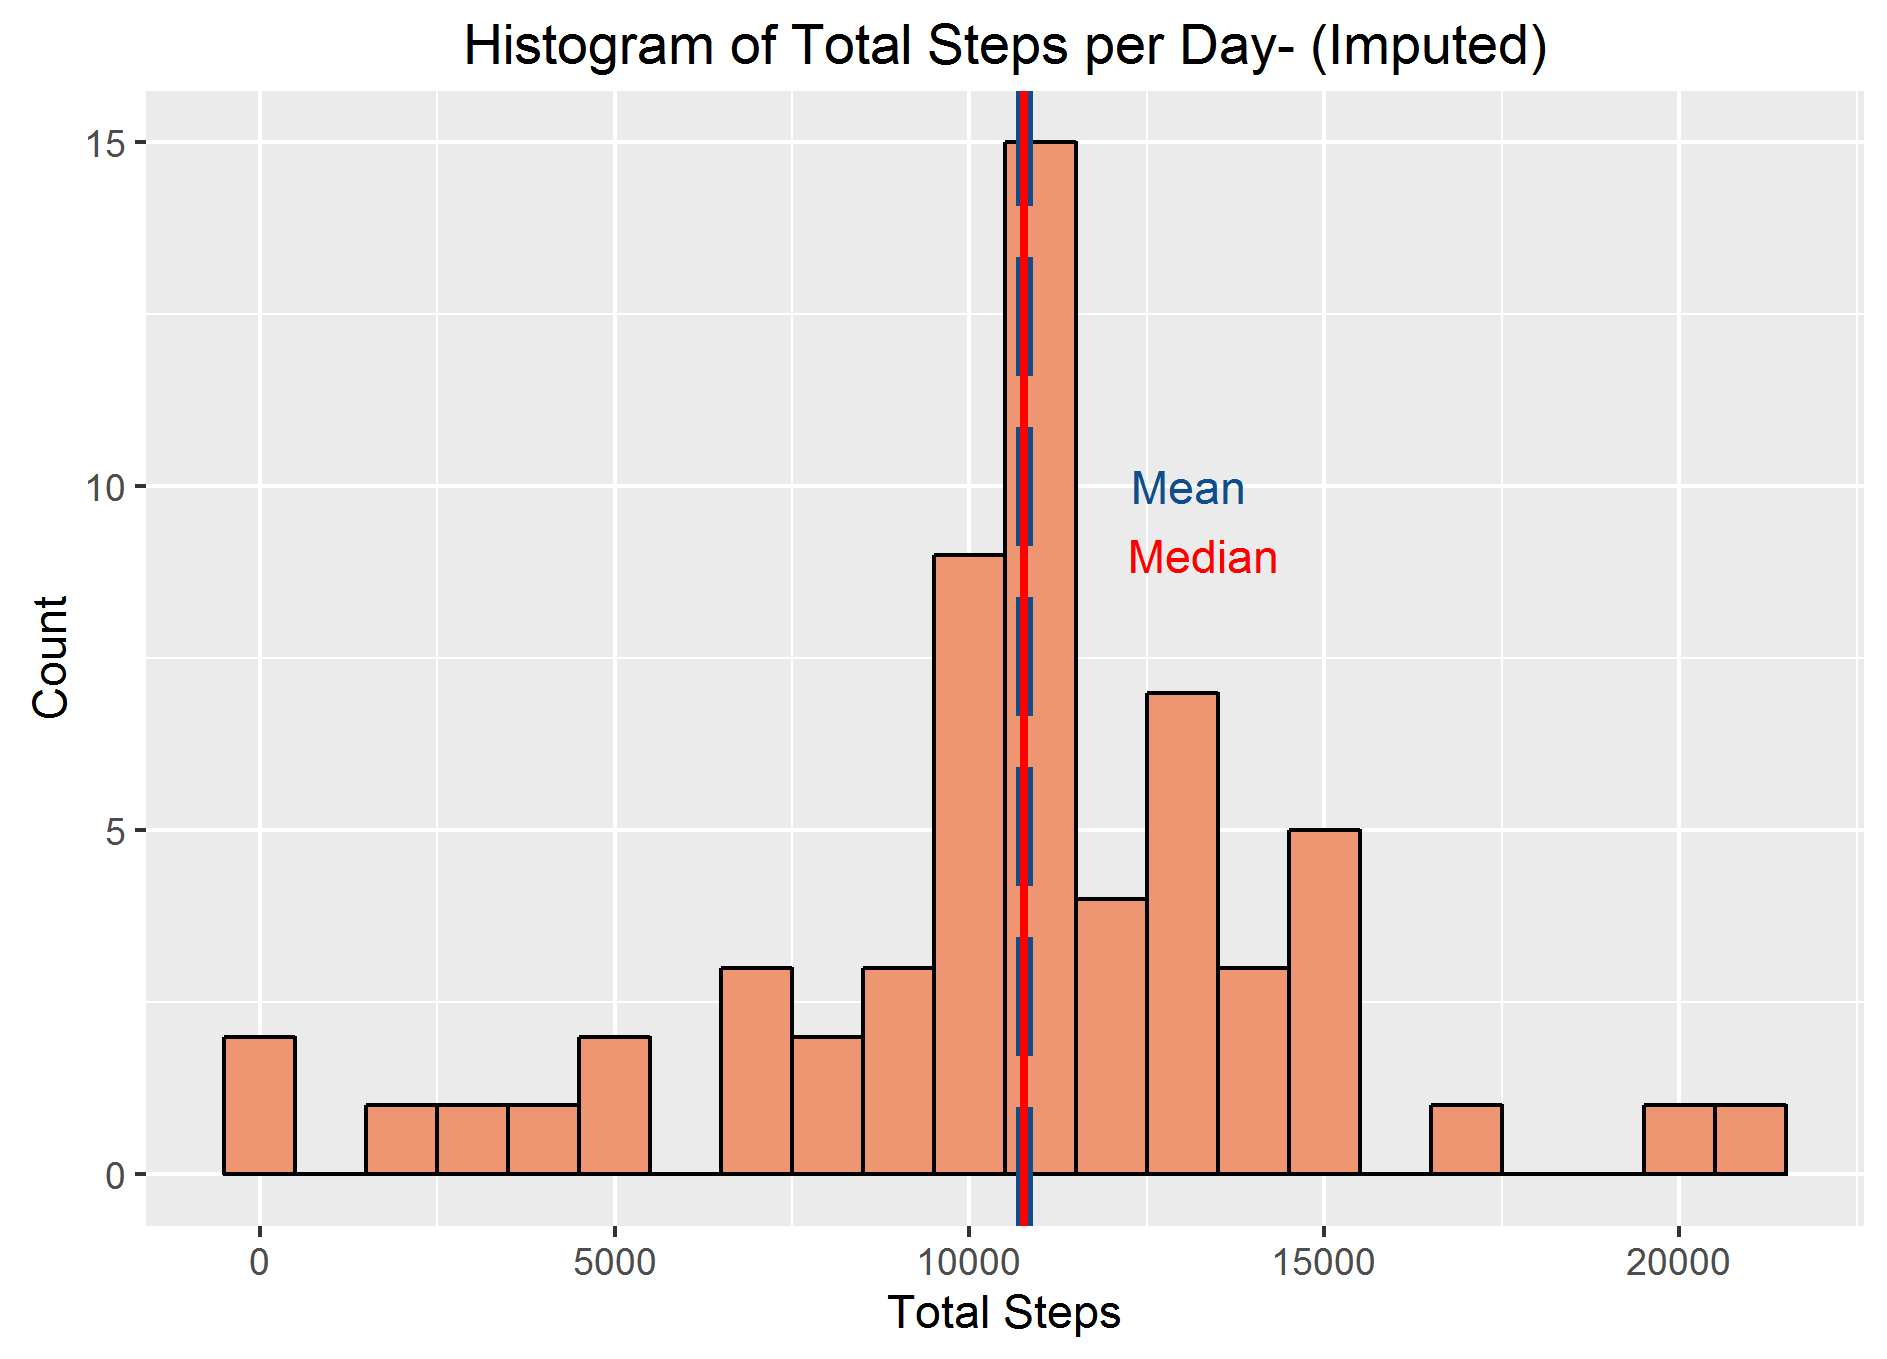 Histogram of Total Steps per Day- (Imputed)
15
10
5
0
Count
Mean
Median
0 5000 10000 15000 20000
Total Steps